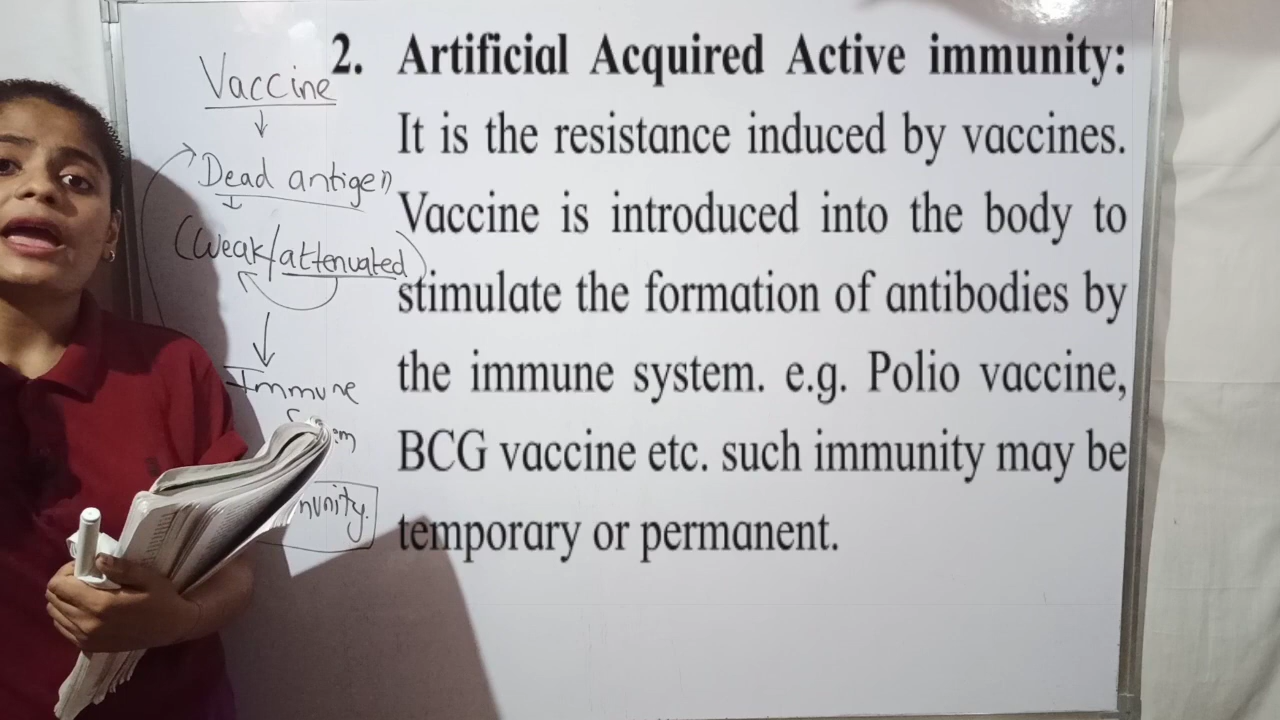 Vaccine
Dead antigen
(weak/attenuated)
Immune
nunity.
2. Artificial Acquired Active immunity:
It is the resistance induced by vaccines.
Vaccine is introduced into the body to
stimulate the formation of antibodies by
the immune system. e.g. Polio vaccine,
BCG vaccine etc. such immunity may be
temporary or permanent.